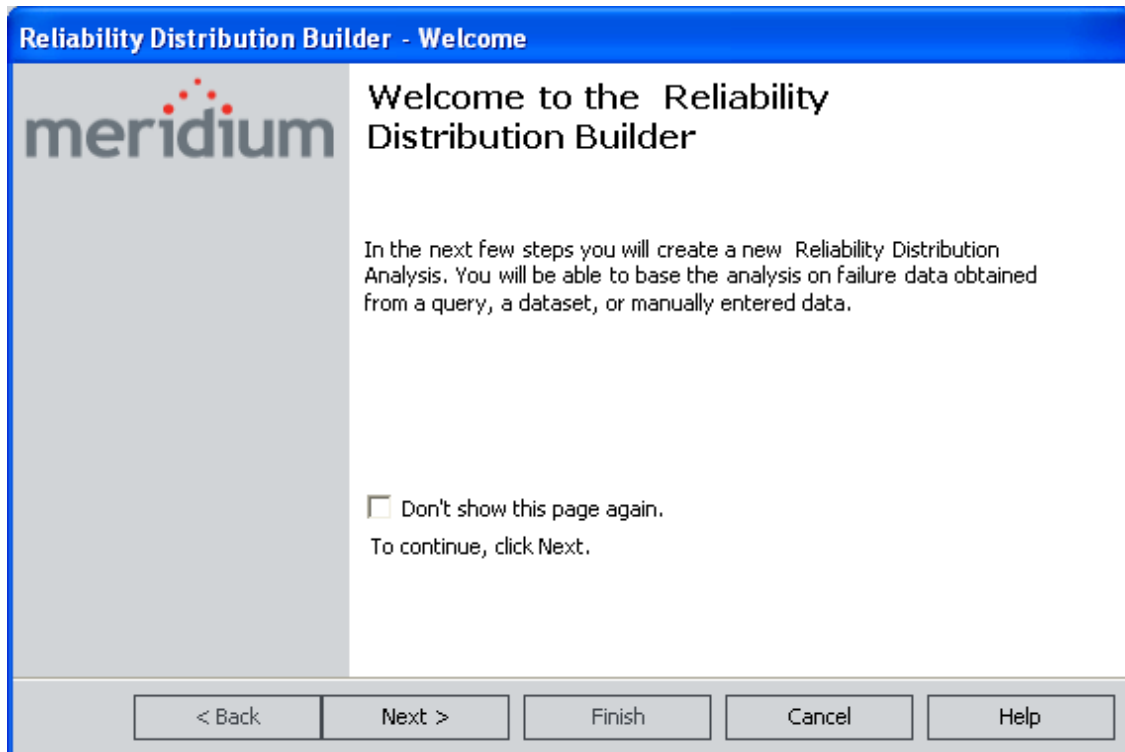 Reliability Distribution Builder - Welcome
meridium
Welcome to the Reliability
Distribution Builder
In the next few steps you will create a new Reliability Distribution
Analysis. You will be able to base the analysis on failure data obtained
from a query, a dataset, or manually entered data.
Don't show this page again.
To continue, click Next.
< Back
Next >
Finish
Cancel
Help